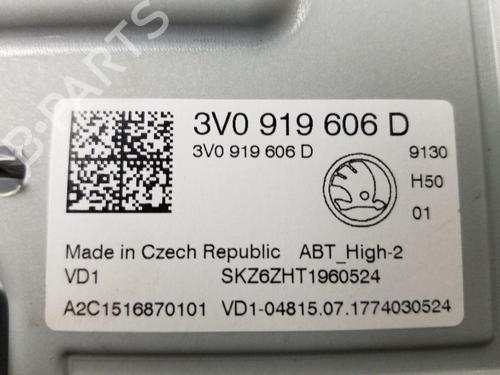 3V0 919 606 D
3V0 919 606 D
9130
H50
01
Made in Czech Republic ABT_High-2
VD1 SKZ6ZHT1960524
A2C1516870101 VD1-04815.07.1774030524
B-PARTS